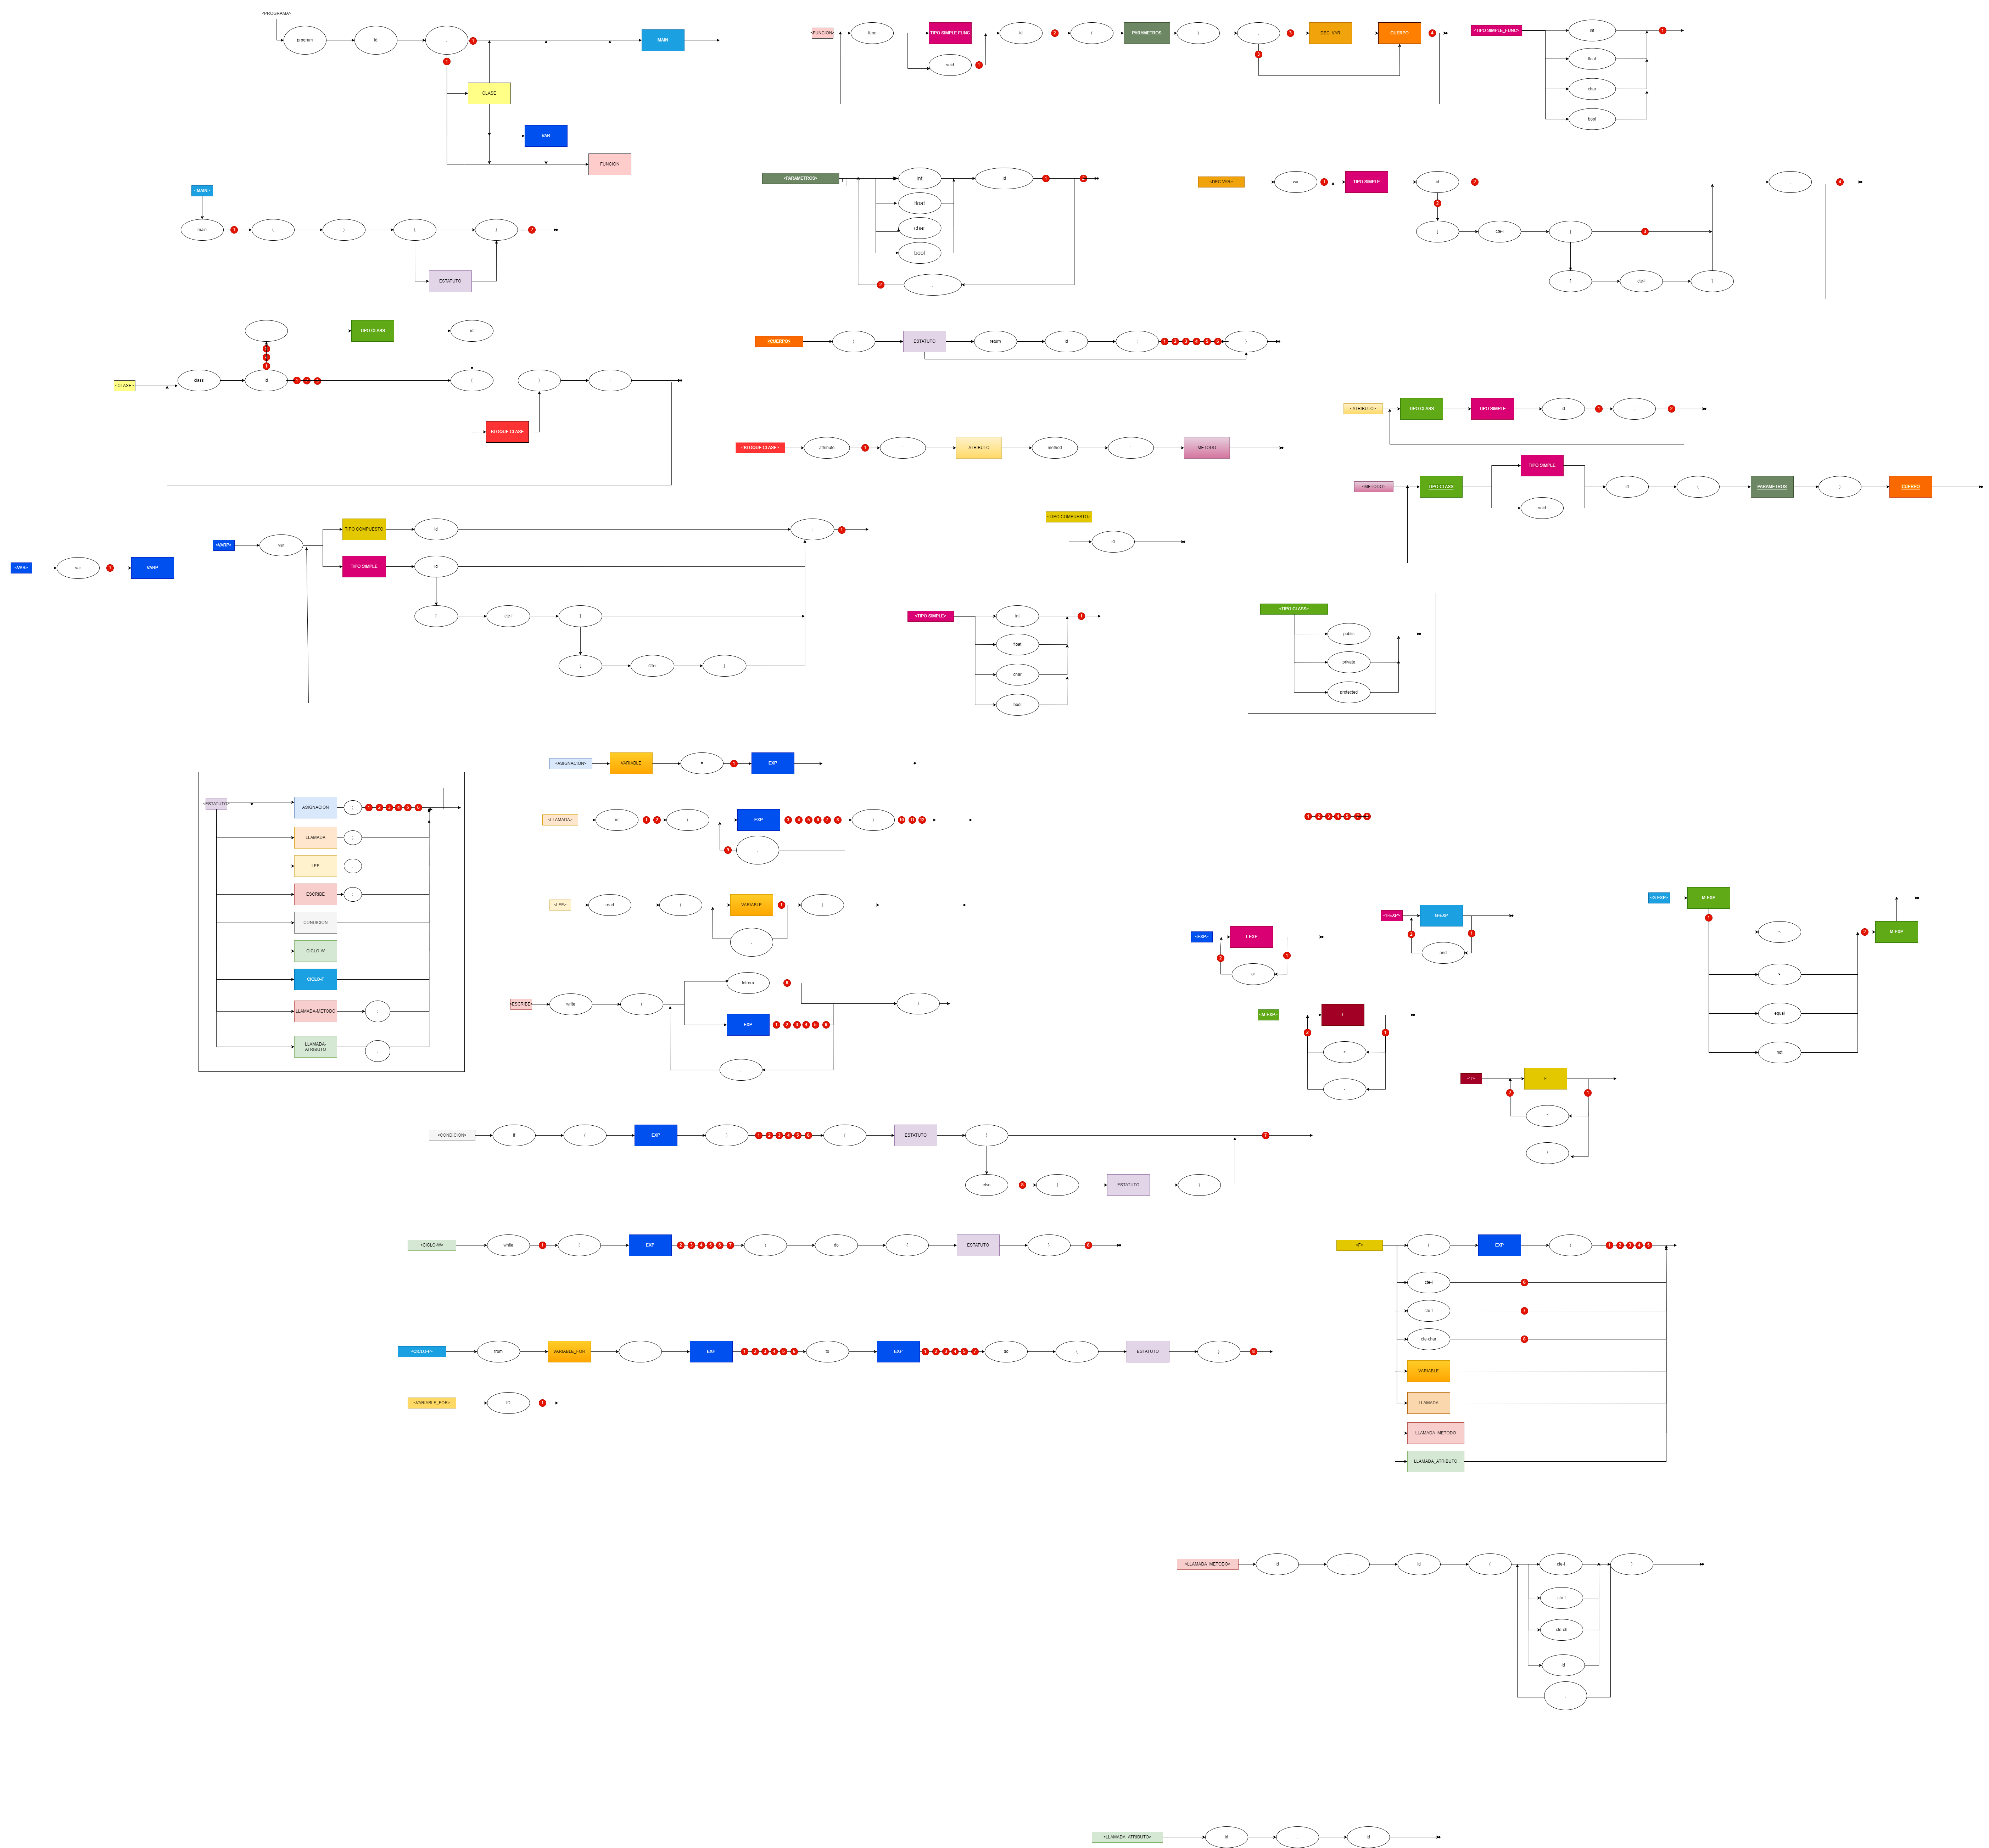 <PROGRAMA>
program
id
;
1
MAIN
1
CLASE
VAR
FUNCION
<MAIN>
main
1
(
)
2
ESTATUTO
<FUNCION>
func
TIPO SIMPLE FUNC
id
2
(
PARAMETROS
)
3
DEC_VAR
CUERPO
4
void
1
3
<TIPO SIMPLE_FUNC>
int
1
float
char
bool
<PARAMETROS>
int
id
1
2
float
char
bool
<DEC VAR>
var
1
TIPO SIMPLE
id
2
4
2
cte-i
3
cte-i
TIPO CLASS
id
1
<CLASE>
class
id
1 2 3
BLOQUE CLASE
<CUERPO>
ESTATUTO
return
id
;
1 2 3 4 5 6
<ATRIBUTO>
TIPO CLASS
TIPO SIMPLE
id
1
2
<BLOQUE CLASE>
attribute
1
ATRIBUTO
method
METODO
<METODO>
TIPO CLASS
TIPO SIMPLE
void
id
(
PARAMETROS
)
CUERPO
<VAR>
var
1
VARP
<VARP>
var
TIPO COMPUESTO
id
1
TIPO SIMPLE
id
cte-i
cte-i
<TIPO COMPUESTO>
id
<TIPO SIMPLE>
int
1
float
char
bool
<TIPO CLASS>
public
private
protected
<ESTATUTO>
ASIGNACION
;
1 2 3 4 5 6
LLAMADA
;
LEE
;
ESCRIBE
;
CONDICION
CICLO-W
CICLO-F
LLAMADA-METODO
LLAMADA-
ATRIBUTO
<ASIGNACIÓN>
VARIABLE
=
1
EXP
<LLAMADA>
id
1 2
(
EXP
3 4 5 6 7 8
)
10 11 12
9
<LEE>
read
(
VARIABLE
1
)
<ESCRIBE>
write
(
letrero
EXP
1 2 3 4 5 6
)
1 2 3 4 5
<EXP>
T-EXP
2
1
or
<T-EXP>
G-EXP
2
1
and
<G-EXP>
M-EXP
1
2
M-EXP
equal
not
<M-EXP>
T
2
1
+
-
<T>
F
2
1
*
/
<CONDICION>
if
(
EXP
)
1 2 3 4 5 6
ESTATUTO
7
else
ESTATUTO
<CICLO-W>
while
1
(
EXP
2 3 4 5 6 7
)
do
ESTATUTO
8
<CICLO-F>
from
VARIABLE_FOR
=
EXP
1 2 3 4 5 6
to
EXP
1 2 3 4 5 7
do
ESTATUTO
8
<VARIABLE_FOR>
ID
1
<F>
(
EXP
)
1 2 3 4 5
cte-i
6
cte-f
7
cte-char
8
VARIABLE
LLAMADA
LLAMADA_METODO
LLAMADA_ATRIBUTO
<LLAMADA_METODO>
id
.
id
(
cte-i
)
cte-f
cte-ch
id
<LLAMADA_ATRIBUTO>
id
id